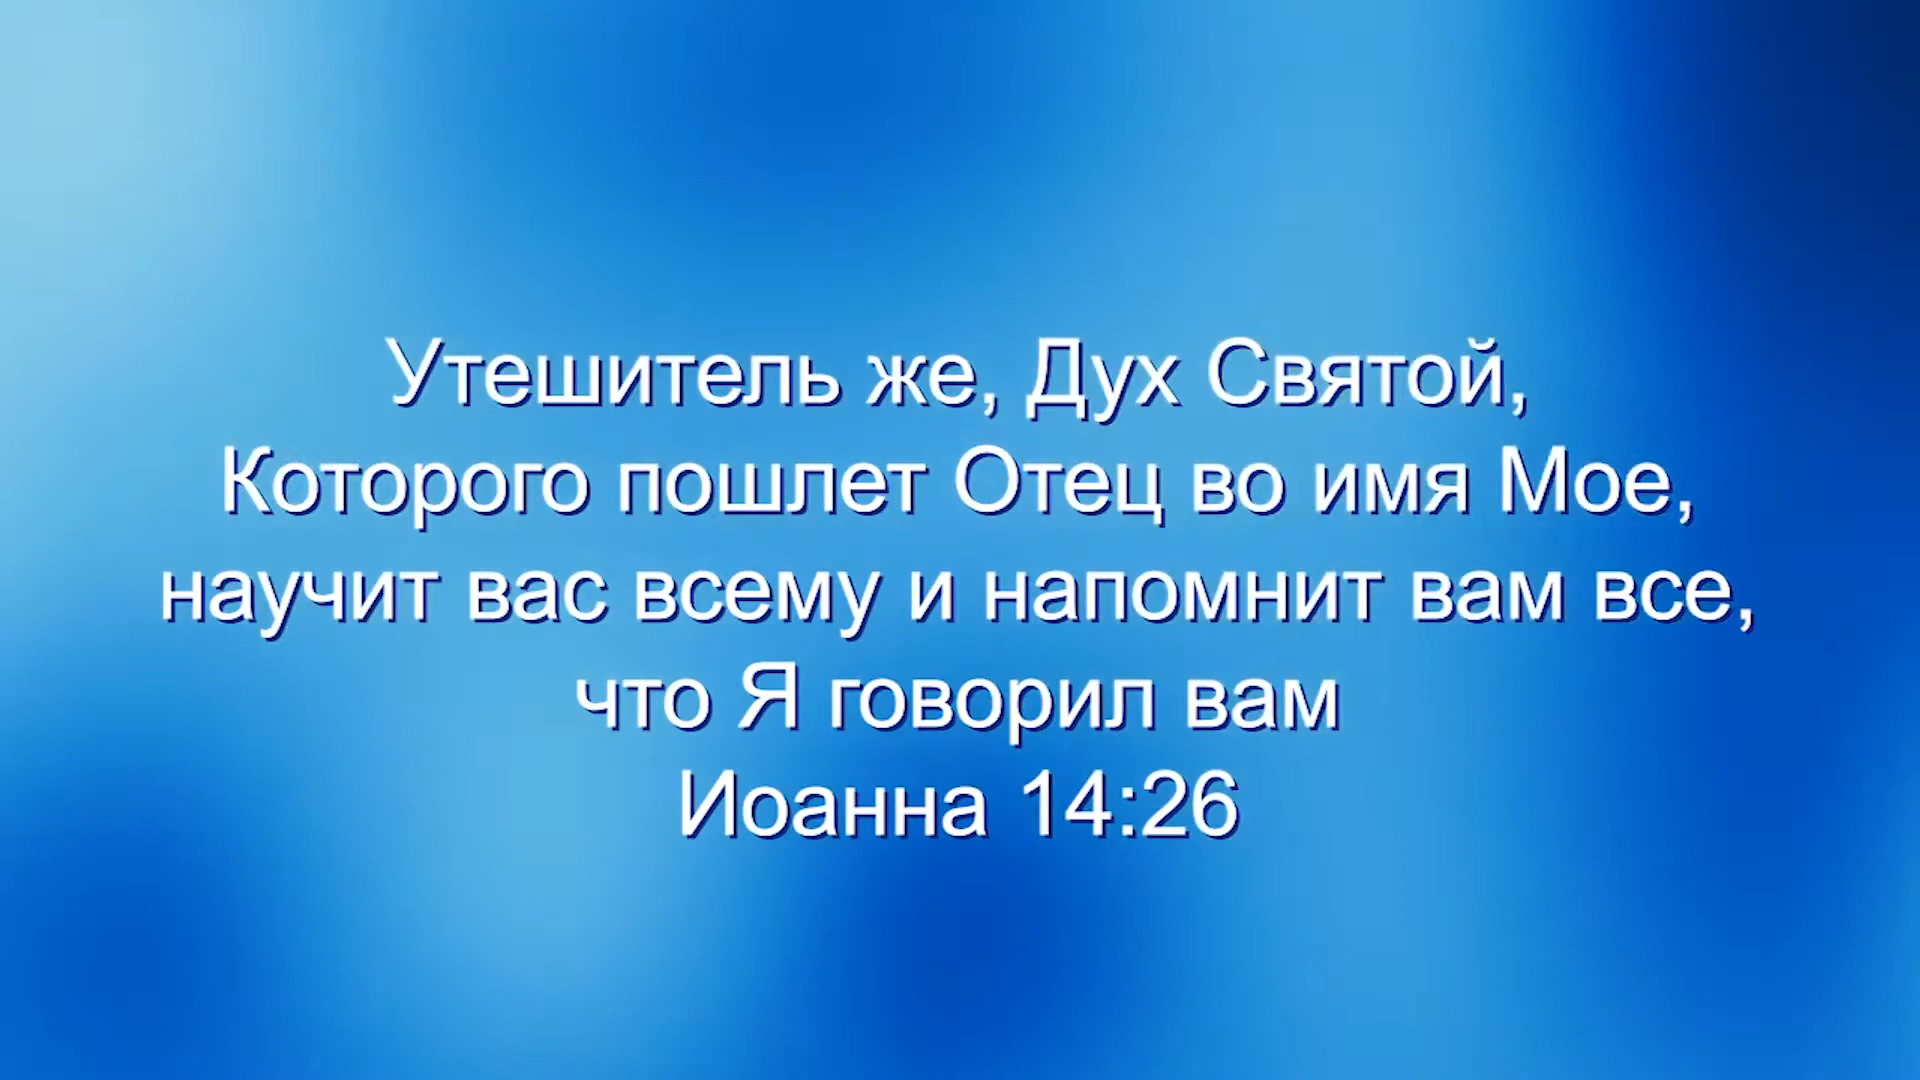 Утешитель же, Дух Святой,
Которого пошлет Отец во имя Мое,
научит вас всему и напомнит вам все,
что Я говорил вам
Иоанна 14:26